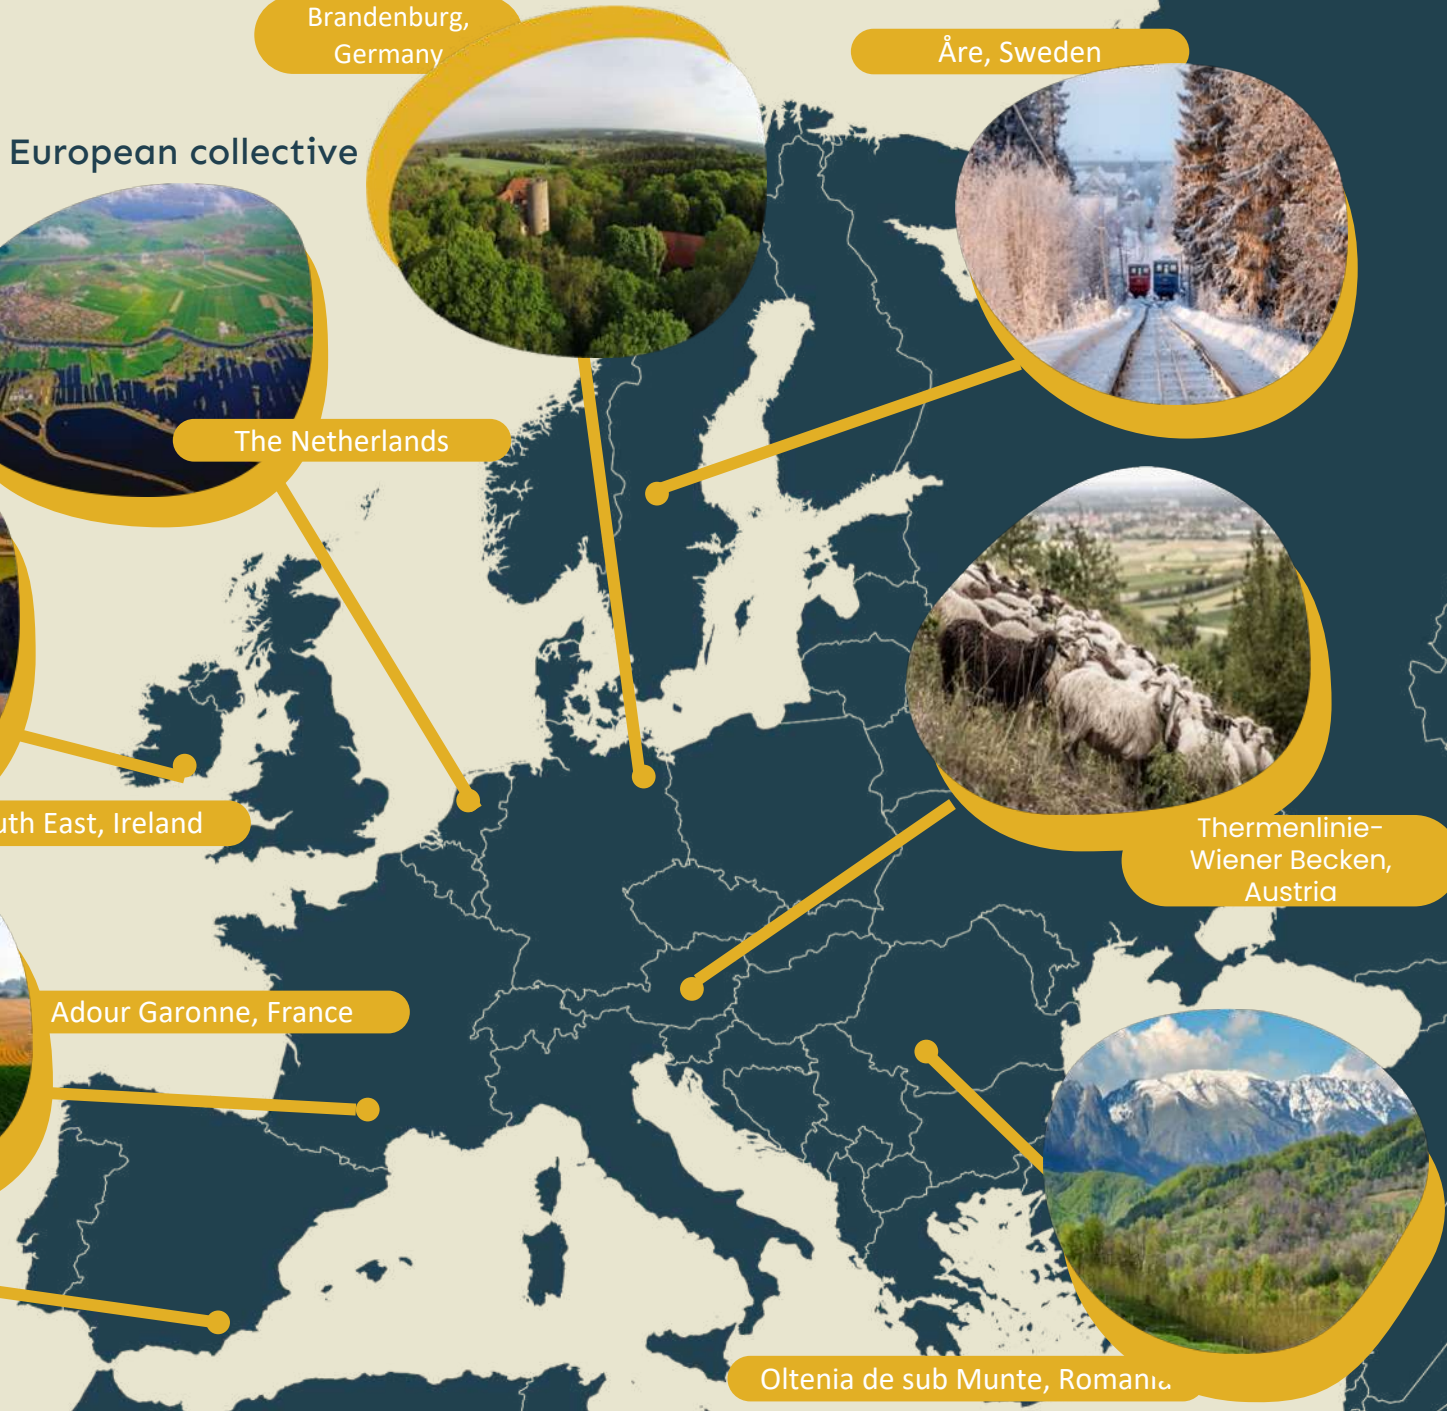 Brandenburg,
Germany
Åre, Sweden
European collective
The Netherlands
East, Ireland
Thermenlinie-
Wiener Becken,
Austria
Adour Garonne, France
Oltenia de sub Munte, Romania